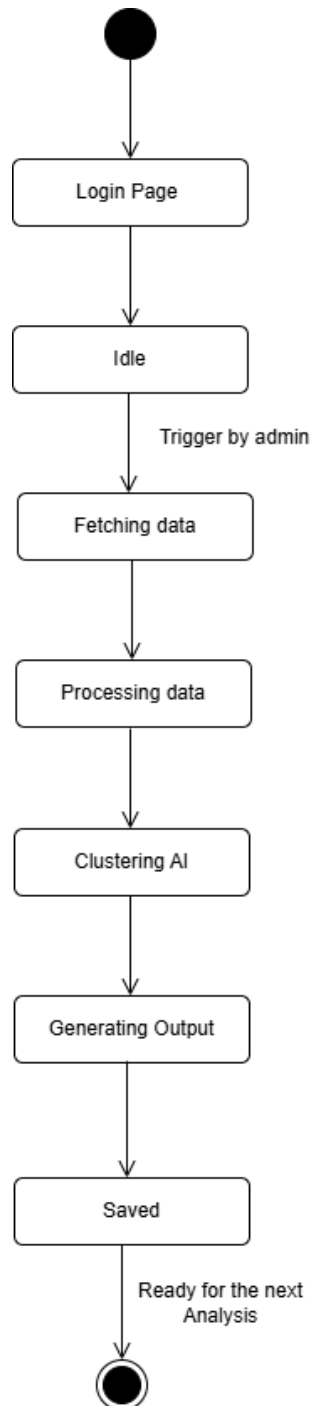 Login Page
Idle
Trigger by admin
Fetching data
Processing data
Clustering AI
Generating Output
Saved
Ready for the next
Analysis